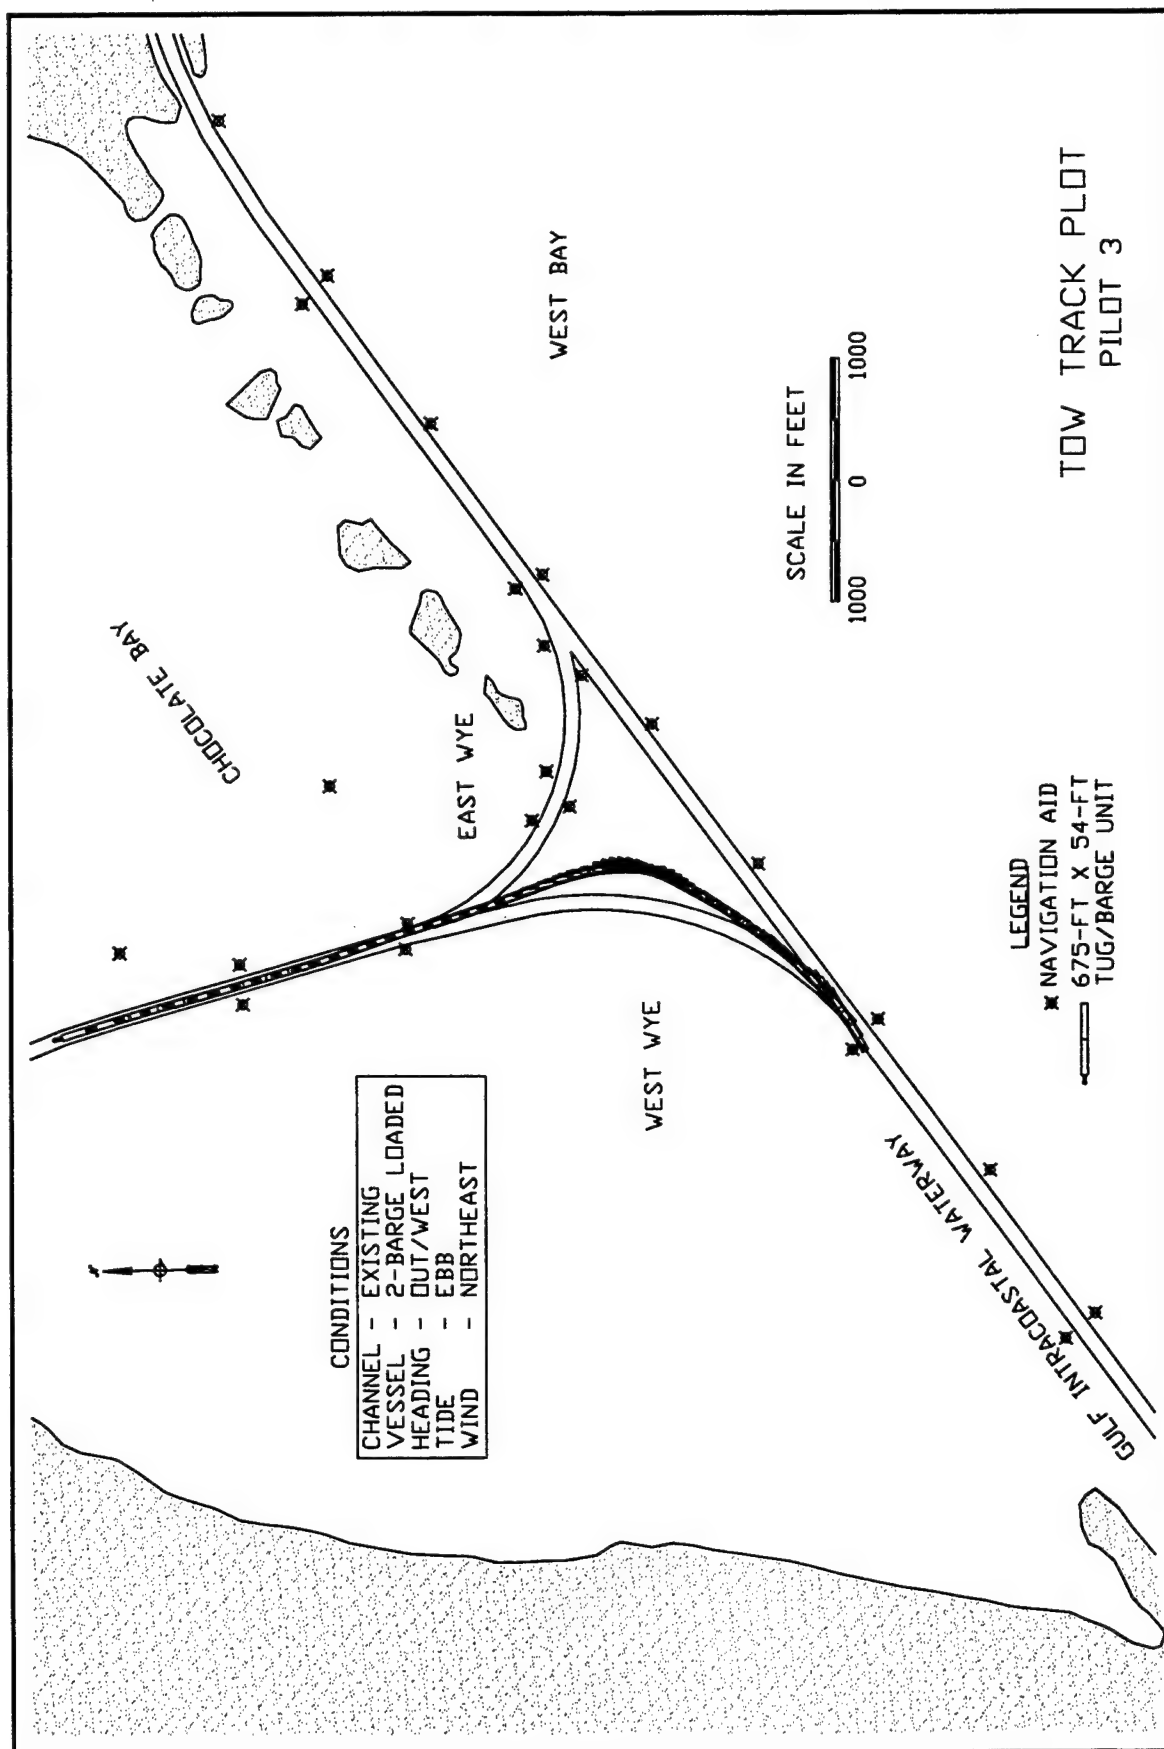 CHOCOLATE BAY
EAST WYE
WEST BAY
WEST WYE
GULF INTRACOASTAL WATERWAY
CONDITIONS
CHANNEL - EXISTING
VESSEL - 2-BARGE LOADED
HEADING - OUT/WEST
TIDE - EBB
WIND - NORTHEAST
SCALE IN FEET
1000 0 1000
LEGEND
NAVIGATION AID
675-FT X 54-FT
TUG/BARGE UNIT
TOW TRACK PLOT
PILOT 3